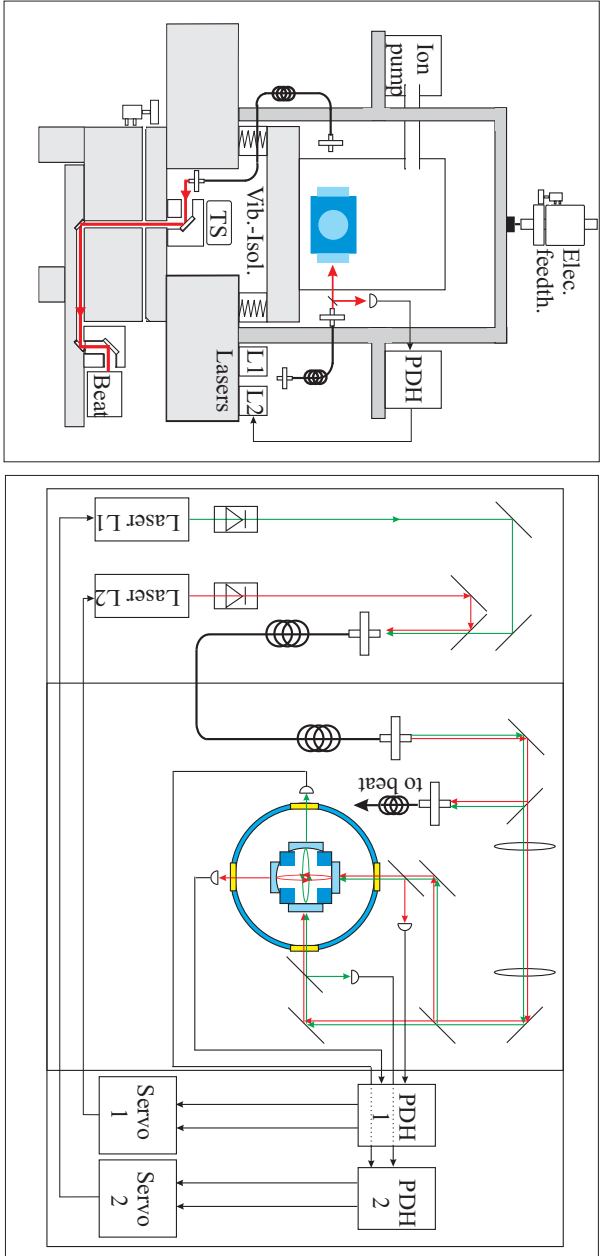 Ion
pump
Elec.
feedth.
TS
Vib.-Isol.
PDH
Lasers
L1
L2
Beat
Laser L1
Laser L2
to beat
PDH
1
PDH
2
Servo
1
Servo
2